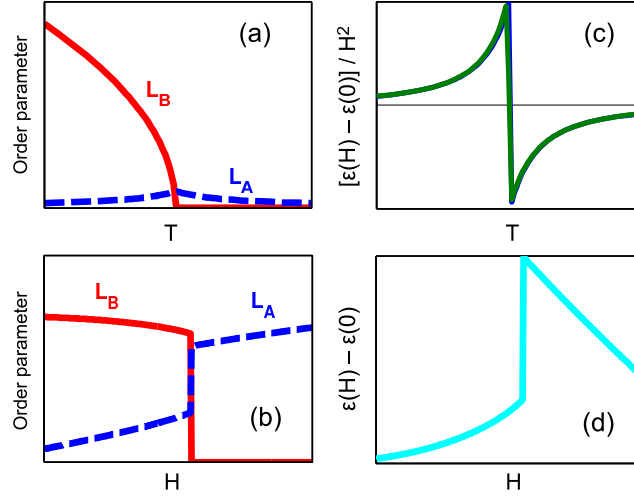 (a)
Order parameter
L_B
L_A
T
(c)
[ε(H) − ε(0)] / H²
T
L_B
L_A
Order parameter
(b)
H
ε(H) − ε(0)
(d)
H